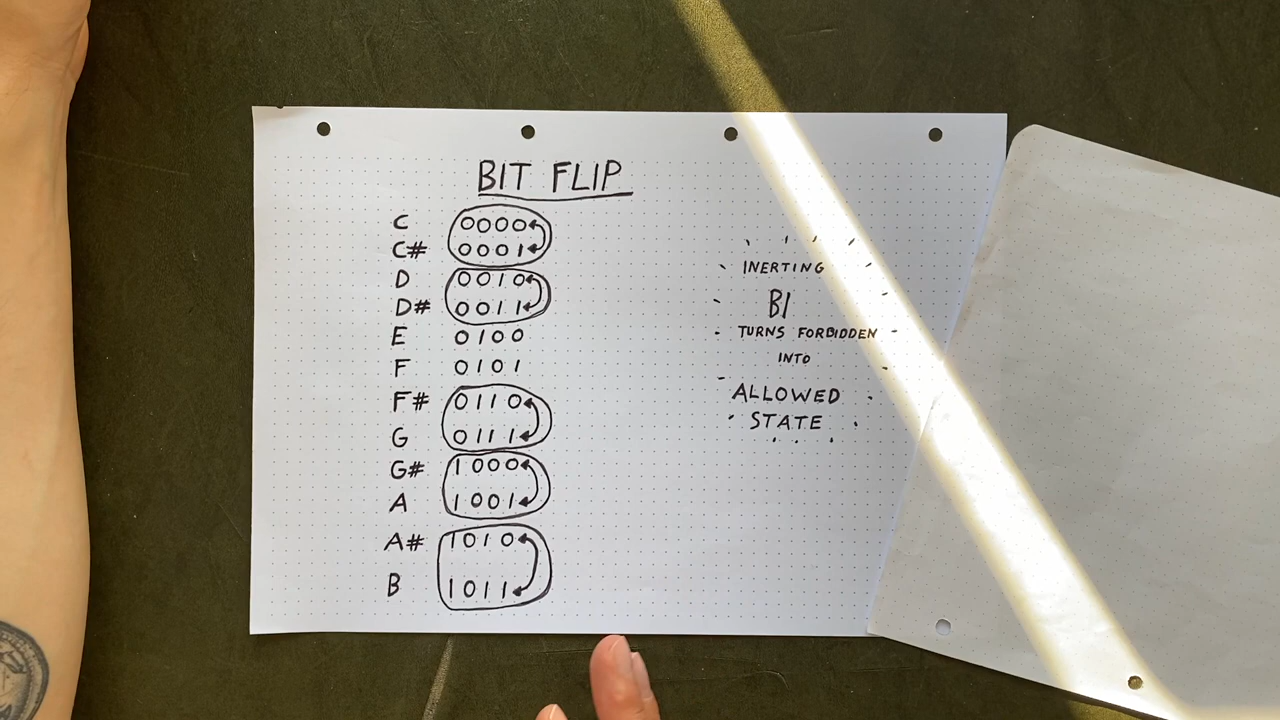 BIT FLIP
C 0000
C# 0001
D 0010
D# 0011
E 0100
F 0101
F# 0110
G 0111
G# 1000
A 1001
A# 1010
B 1011
INERTING
BI
TURNS FORBIDDEN
INTO
ALLOWED
STATE